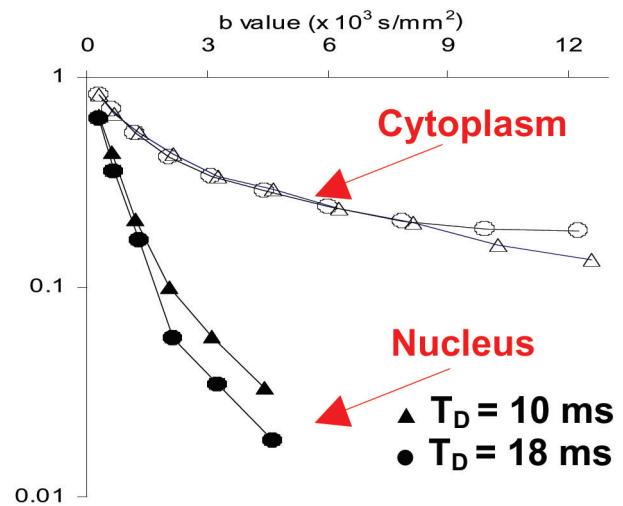 b value (x 10³ s/mm²)
0 3 6 9 12
1
Cytoplasm
0.1
Nucleus
▲ T_D = 10 ms
● T_D = 18 ms
0.01